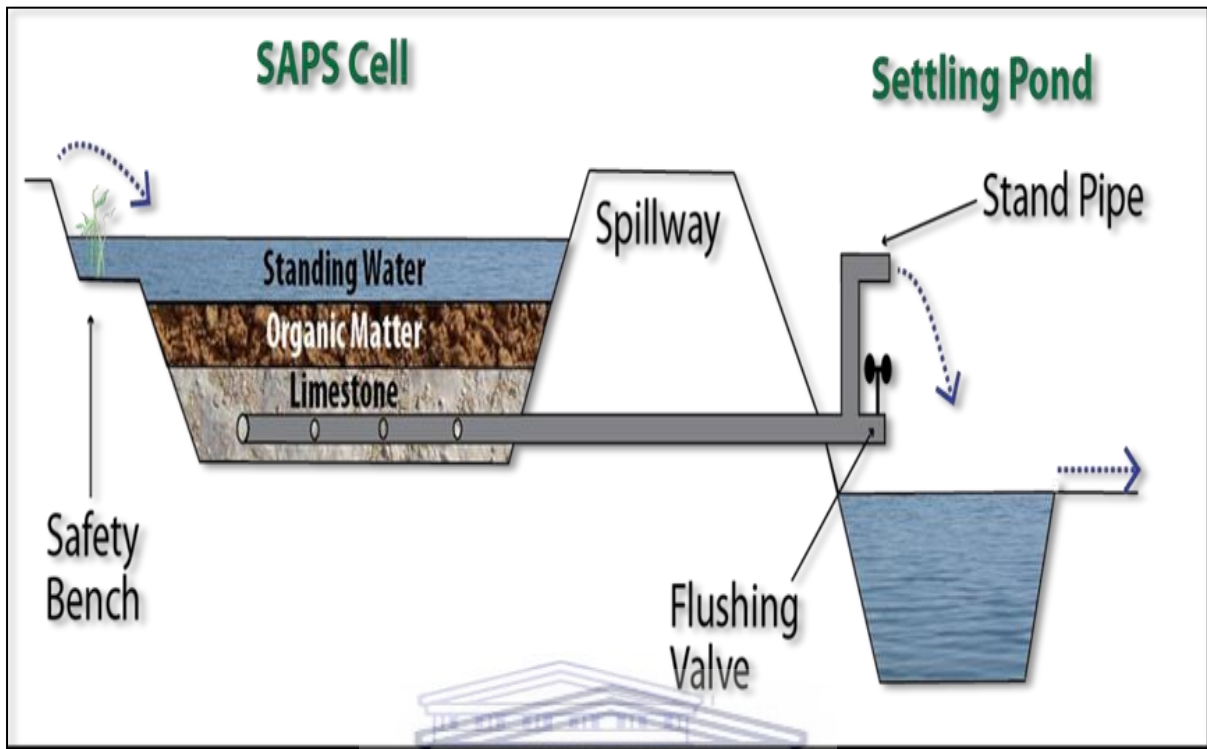 SAPS Cell
Settling Pond
Stand Pipe
Spillway
Standing Water
Organic Matter
Limestone
Safety
Bench
Flushing
Valve